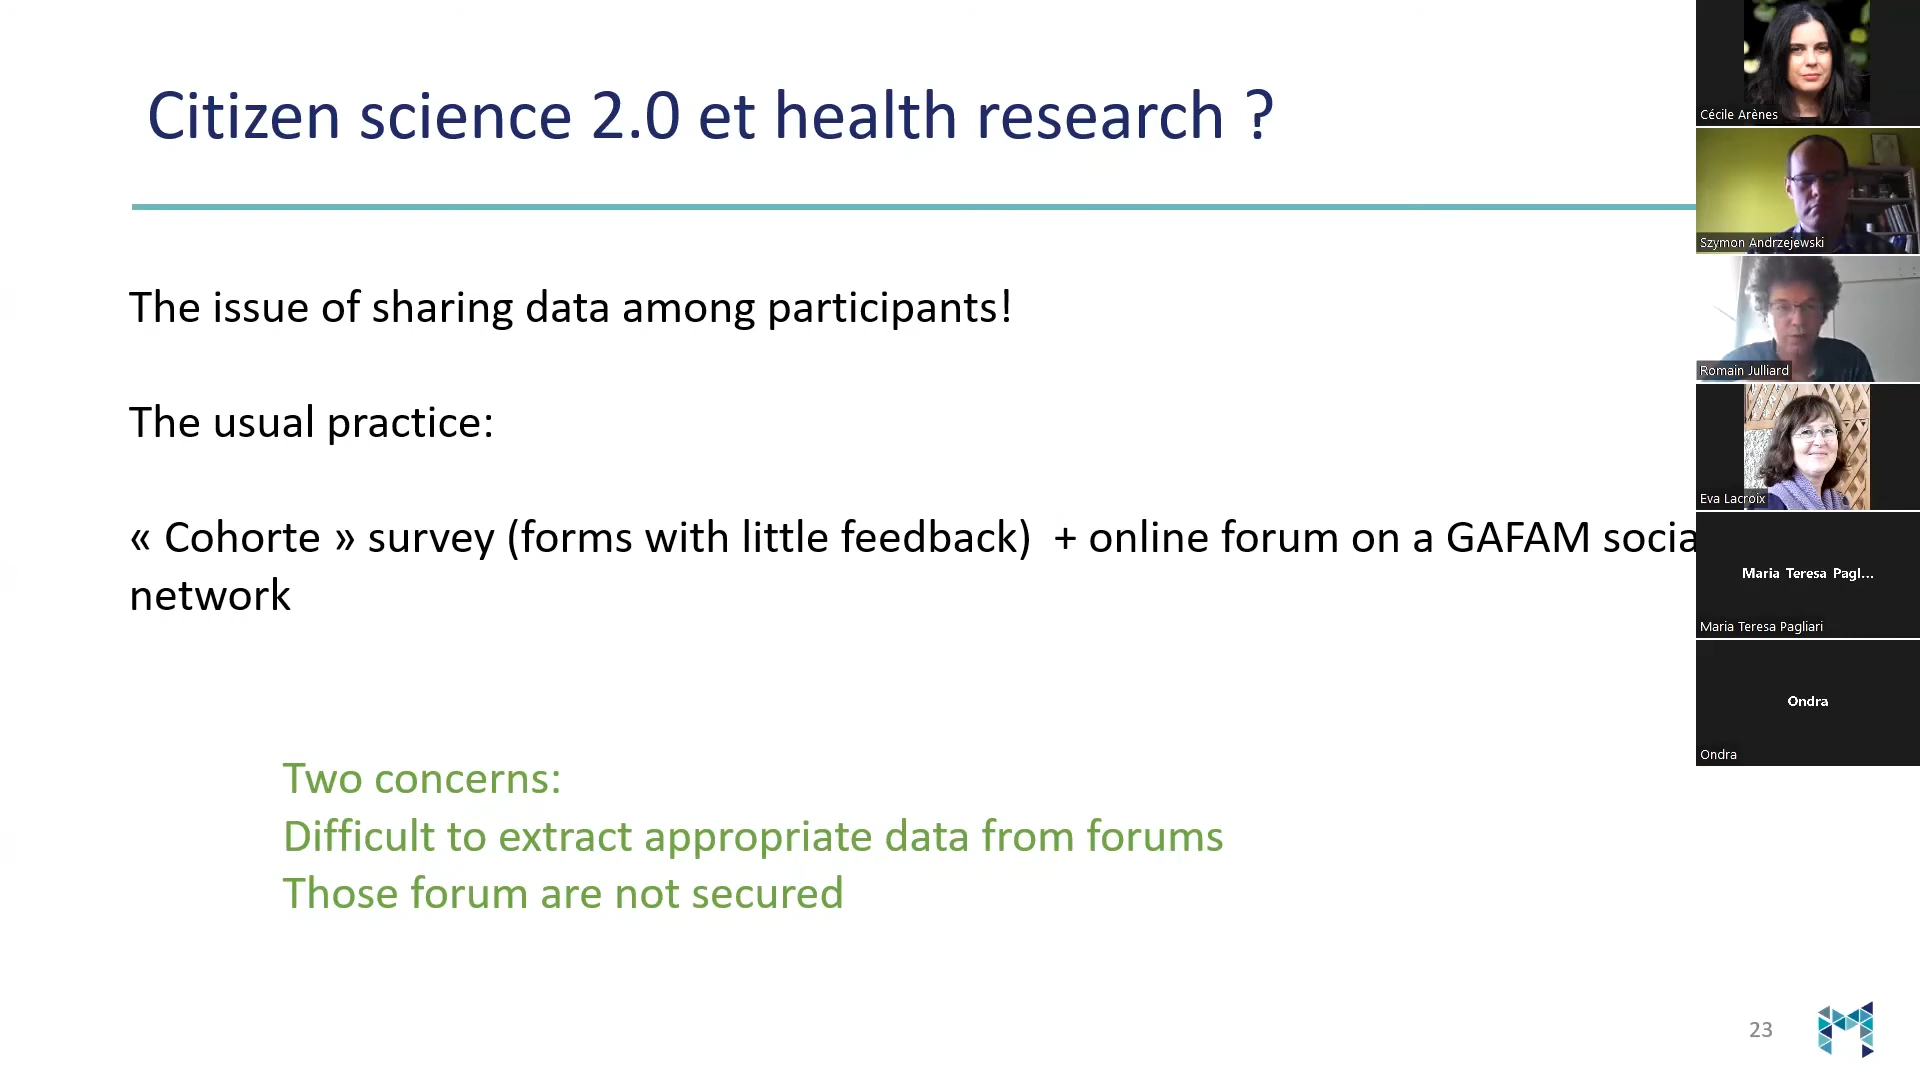 Citizen science 2.0 et health research ?
The issue of sharing data among participants!
The usual practice:
« Cohorte » survey (forms with little feedback)  + online forum on a GAFAM socia
network
Two concerns:
Difficult to extract appropriate data from forums
Those forum are not secured
23
Cécile Arènes
Szymon Andrzejewski
Romain Julliard
Eva Lacroix
Maria Teresa Pagl...
Maria Teresa Pagliari
Ondra
Ondra